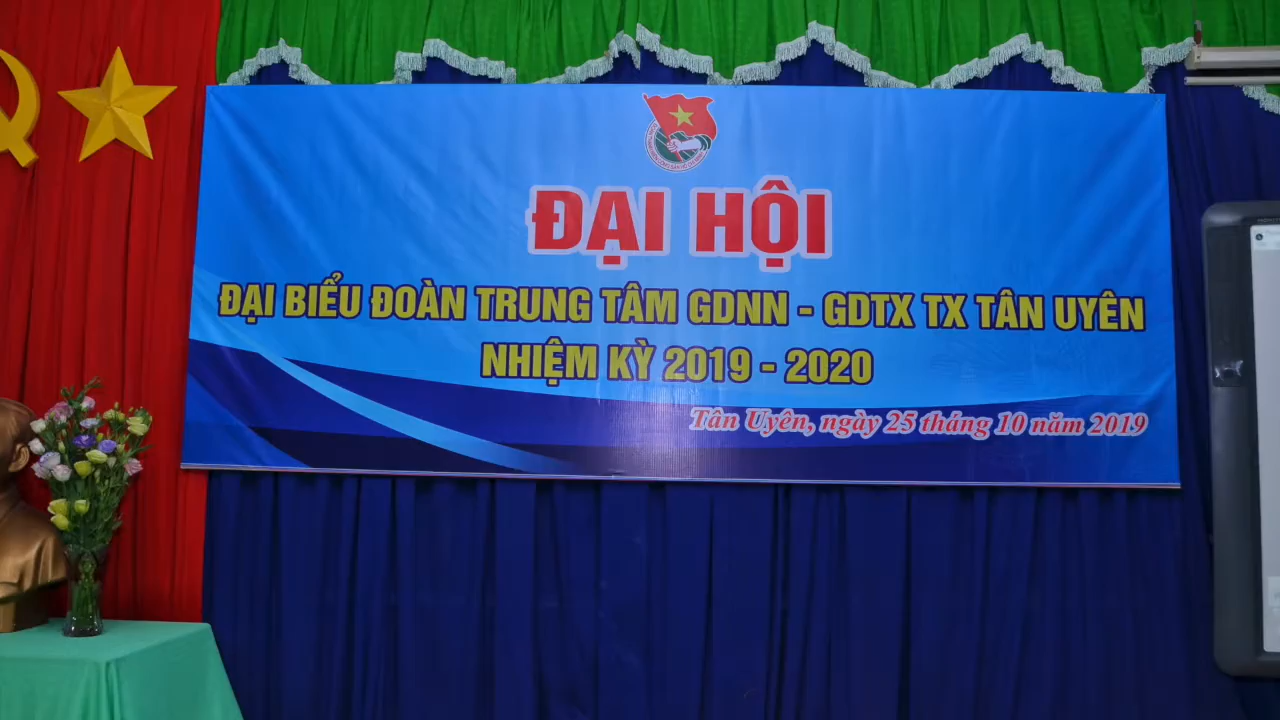 ĐẠI HỘI
ĐẠI BIỂU ĐOÀN TRUNG TÂM GDNN - GDTX TX TÂN UYÊN
NHIỆM KỲ 2019 - 2020
Tân Uyên, ngày 25 tháng 10 năm 2019